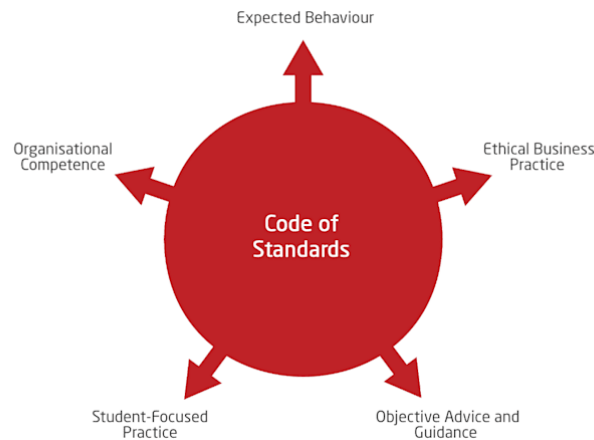 Expected Behaviour
Organisational
Competence
Ethical Business
Practice
Code of
Standards
Student-Focused
Practice
Objective Advice and
Guidance